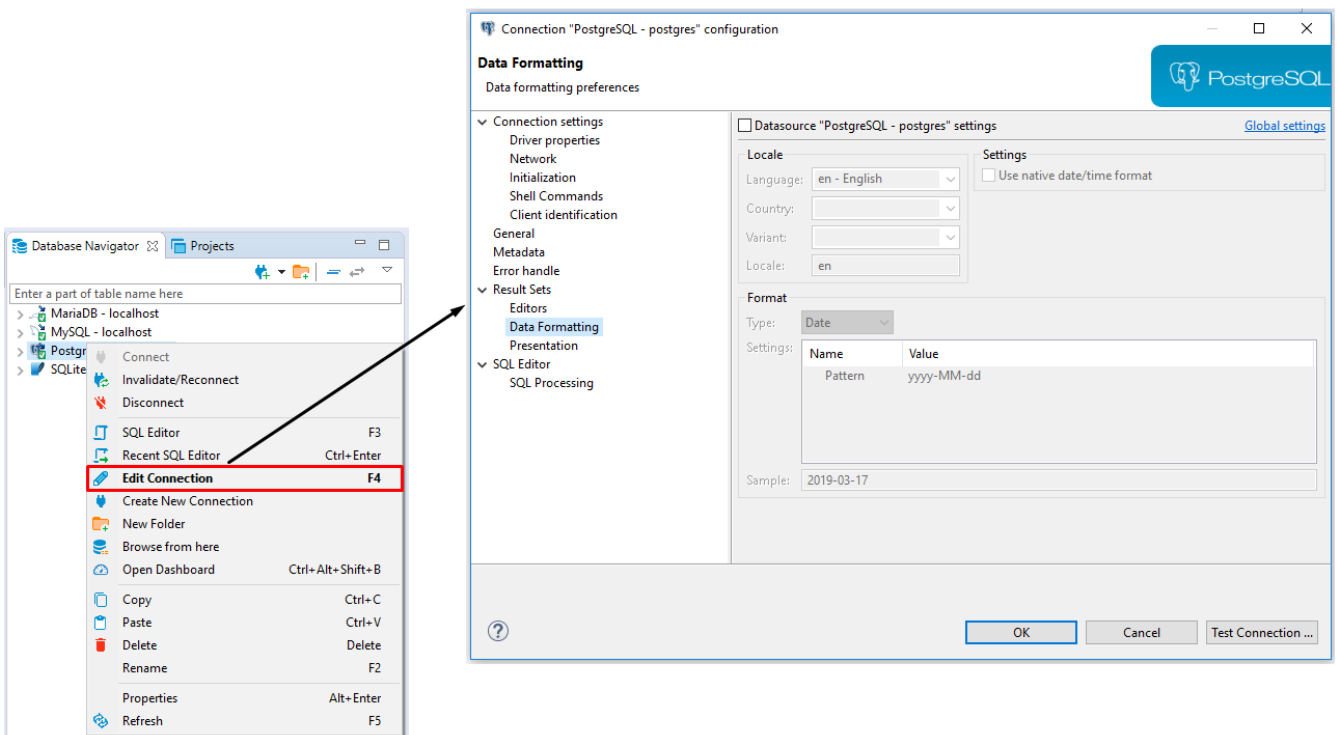 Connection "PostgreSQL - postgres" configuration
Data Formatting
Data formatting preferences
PostgreSQL
Connection settings
Driver properties
Network
Initialization
Shell Commands
Client identification
General
Metadata
Error handle
Result Sets
Editors
Data Formatting
Presentation
SQL Editor
SQL Processing
Datasource "PostgreSQL - postgres" settings
Global settings
Locale
Language: en - English
Country:
Variant:
Locale: en
Settings
Use native date/time format
Format
Type: Date
Settings:
Name Value
Pattern yyyy-MM-dd
Sample: 2019-03-17
OK Cancel Test Connection ...
Database Navigator Projects
Enter a part of table name here
MariaDB - localhost
MySQL - localhost
Postgr
SQLite
Connect
Invalidate/Reconnect
Disconnect
SQL Editor F3
Recent SQL Editor Ctrl+Enter
Edit Connection F4
Create New Connection
New Folder
Browse from here
Open Dashboard Ctrl+Alt+Shift+B
Copy Ctrl+C
Paste Ctrl+V
Delete Delete
Rename F2
Properties Alt+Enter
Refresh F5